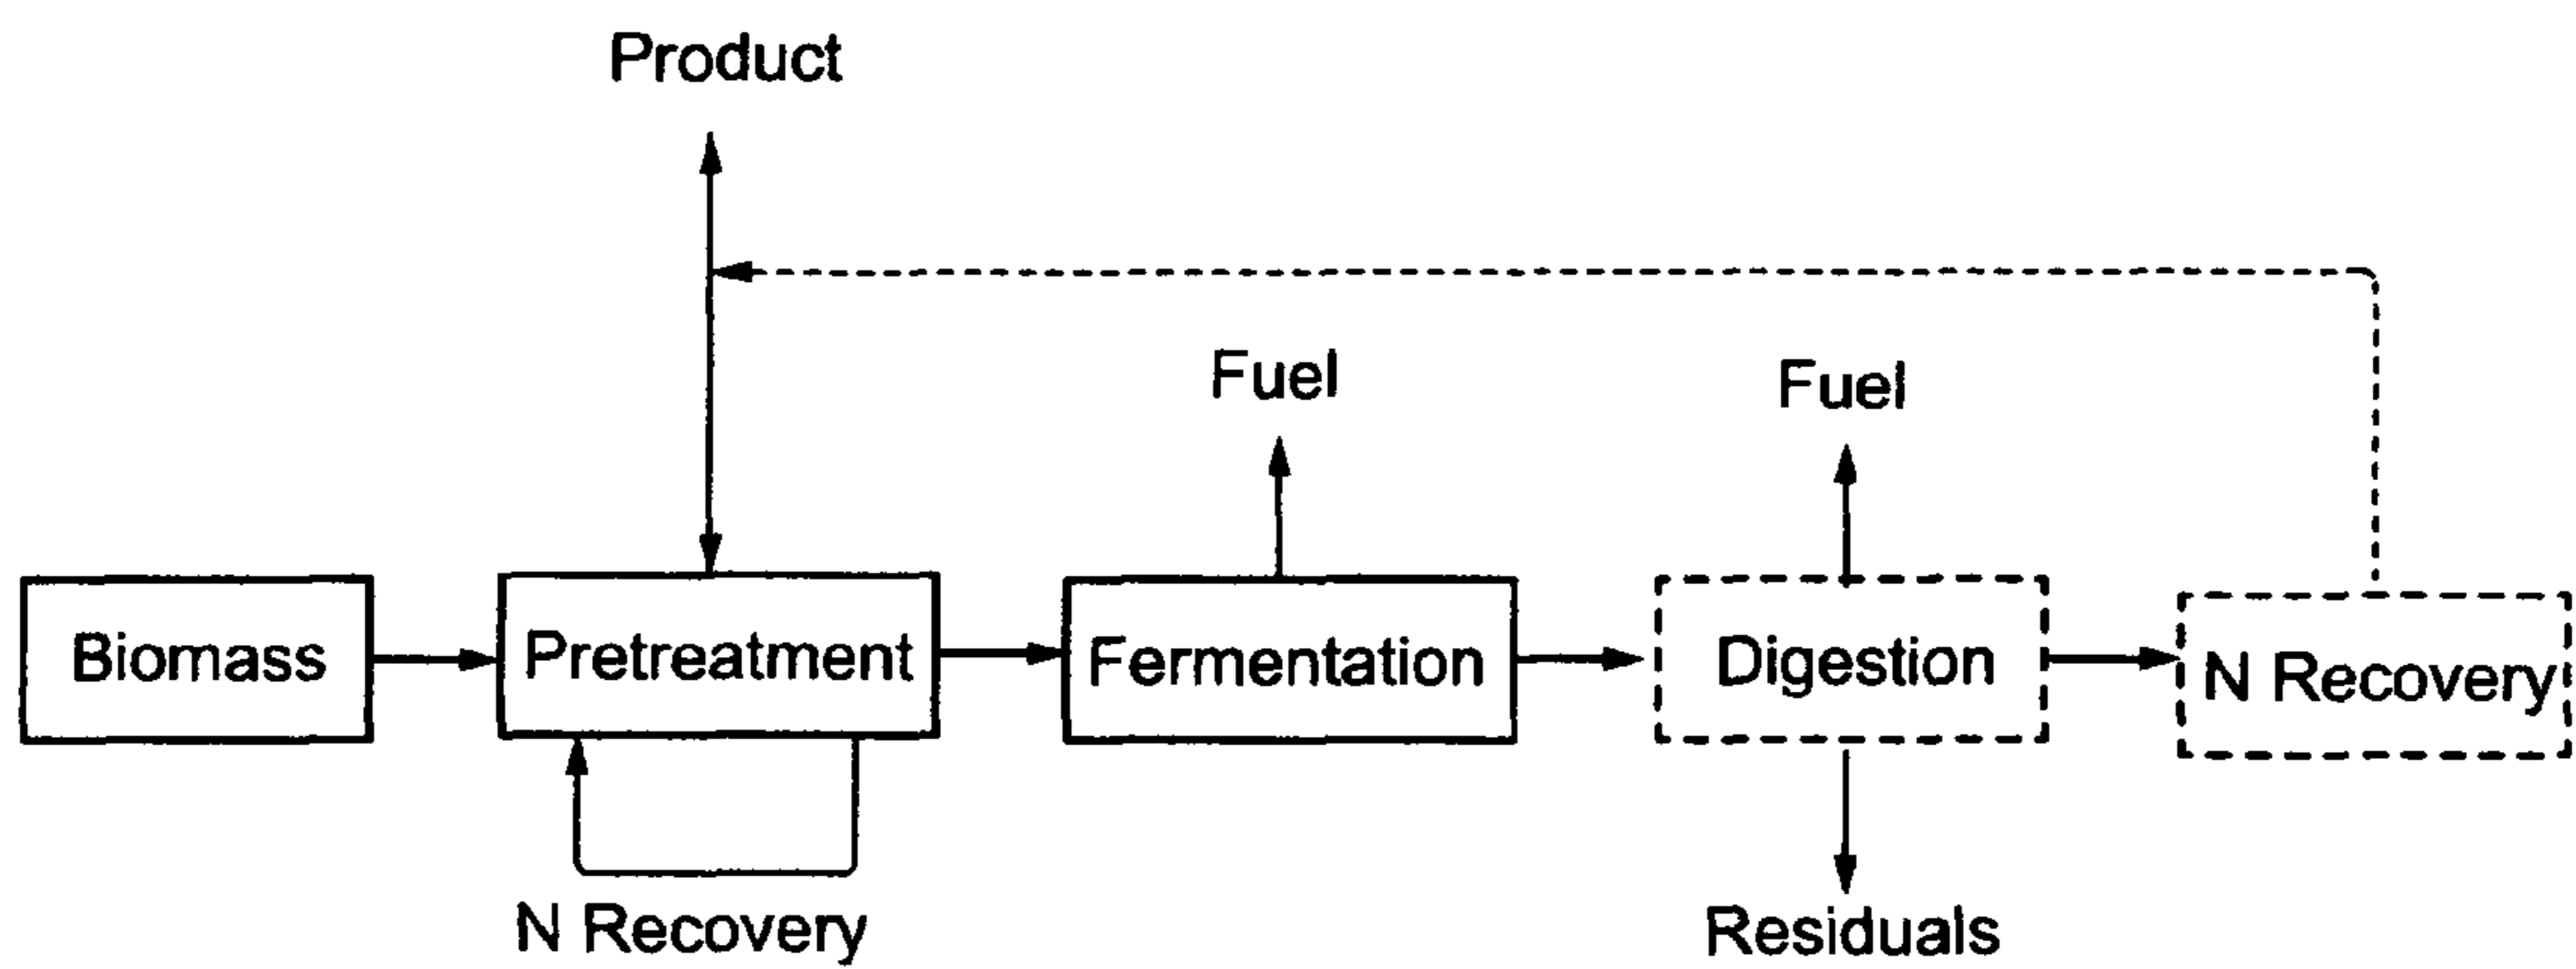 Product
Fuel
Fuel
Biomass
Pretreatment
Fermentation
Digestion
N Recovery
N Recovery
Residuals